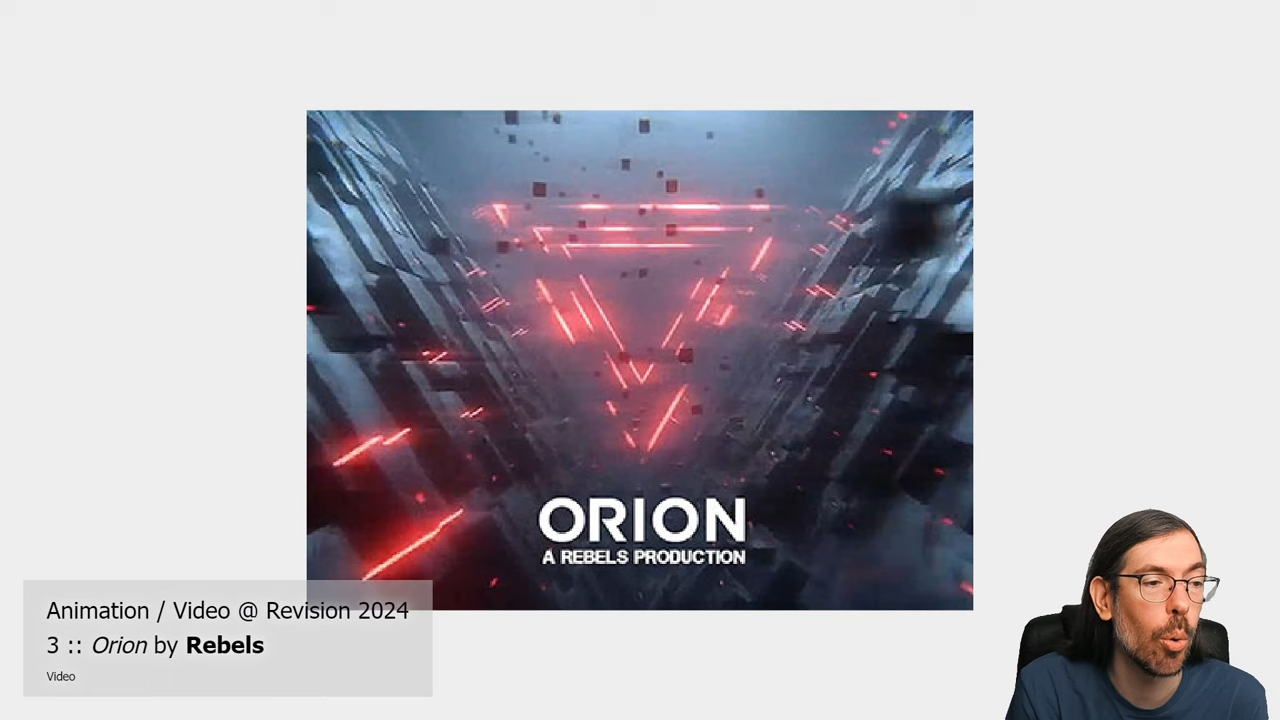 ORION
A REBELS PRODUCTION
Animation / Video @ Revision 2024
3 :: Orion by Rebels
Video